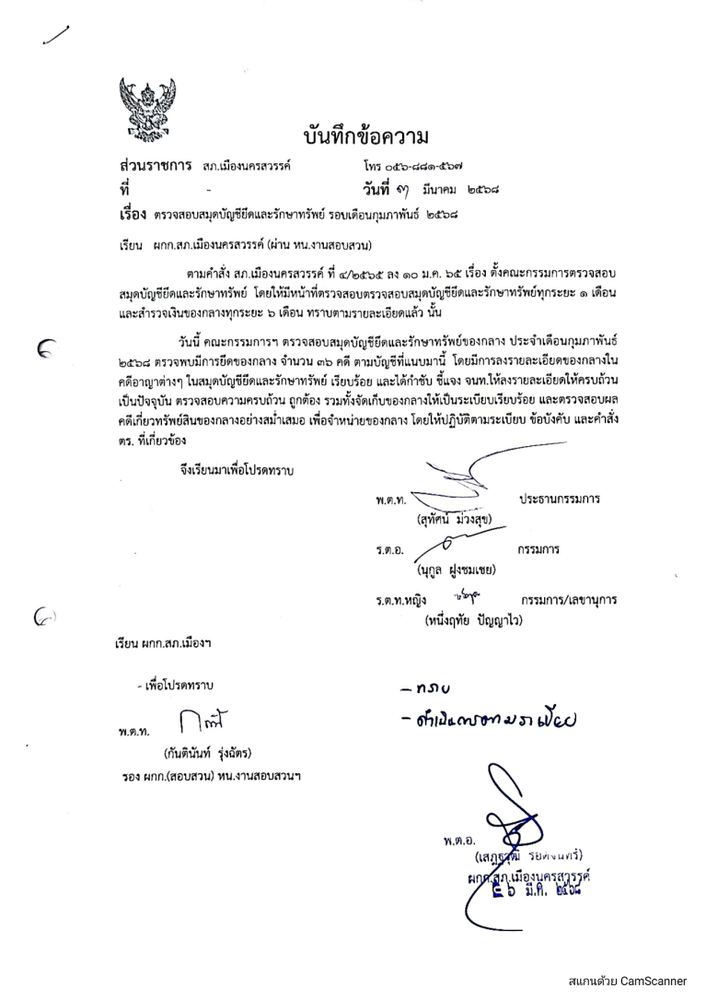 บันทึกข้อความ
ส่วนราชการ สภ.เมืองนครสวรรค์ โทร ๐๕๖-๘๘๑-๕๖๗
ที่ - วันที่ ๓ มีนาคม ๒๕๖๘
เรื่อง ตรวจสอบสมุดบัญชียึดและรักษาทรัพย์ รอบเดือนกุมภาพันธ์ ๒๕๖๘
เรียน ผกก.สภ.เมืองนครสวรรค์ (ผ่าน หน.งานสอบสวน)
ตามคำสั่ง สภ.เมืองนครสวรรค์ ที่ ๔/๒๕๖๕ ลง ๑๐ ม.ค. ๖๕ เรื่อง ตั้งคณะกรรมการตรวจสอบ
สมุดบัญชียึดและรักษาทรัพย์ โดยให้มีหน้าที่ตรวจสอบตรวจสอบสมุดบัญชียึดและรักษาทรัพย์ทุกระยะ ๑ เดือน
และสำรวจเงินของกลางทุกระยะ ๖ เดือน ทราบตามรายละเอียดแล้ว นั้น
วันนี้ คณะกรรมการฯ ตรวจสอบสมุดบัญชียึดและรักษาทรัพย์ของกลาง ประจำเดือนกุมภาพันธ์
๒๕๖๘ ตรวจพบมีการยึดของกลาง จำนวน ๓๖ คดี ตามบัญชีที่แนบมานี้ โดยมีการลงรายละเอียดของกลางใน
คดีอาญาต่างๆ ในสมุดบัญชียึดและรักษาทรัพย์ เรียบร้อย และได้กำชับ ชี้แจง จนท.ให้ลงรายละเอียดให้ครบถ้วน
เป็นปัจจุบัน ตรวจสอบความครบถ้วน ถูกต้อง รวมทั้งจัดเก็บของกลางให้เป็นระเบียบเรียบร้อย และตรวจสอบผล
คดีเกี่ยวทรัพย์สินของกลางอย่างสม่ำเสมอ เพื่อจำหน่ายของกลาง โดยให้ปฏิบัติตามระเบียบ ข้อบังคับ และคำสั่ง
ตร. ที่เกี่ยวข้อง
จึงเรียนมาเพื่อโปรดทราบ
พ.ต.ท. ประธานกรรมการ
(สุทัศน์ ม่วงสุข)
ร.ต.อ. กรรมการ
(นุกูล ฝูงชมเชย)
ร.ต.ท.หญิง กรรมการ/เลขานุการ
(หนึ่งฤทัย ปัญญาไว)
เรียน ผกก.สภ.เมืองฯ
- เพื่อโปรดทราบ
- ทราบ
- ดำเนินการตามระเบียบ
พ.ต.ท.
(กันตินันท์ รุ่งฉัตร)
รอง ผกก.(สอบสวน) หน.งานสอบสวนฯ
พ.ต.อ.
(เสฎฐวุฒิ
ผกก.สภ.เมืองนครสวรรค์
๖ มี.ค. ๒๕๖๘
สแกนด้วย CamScanner